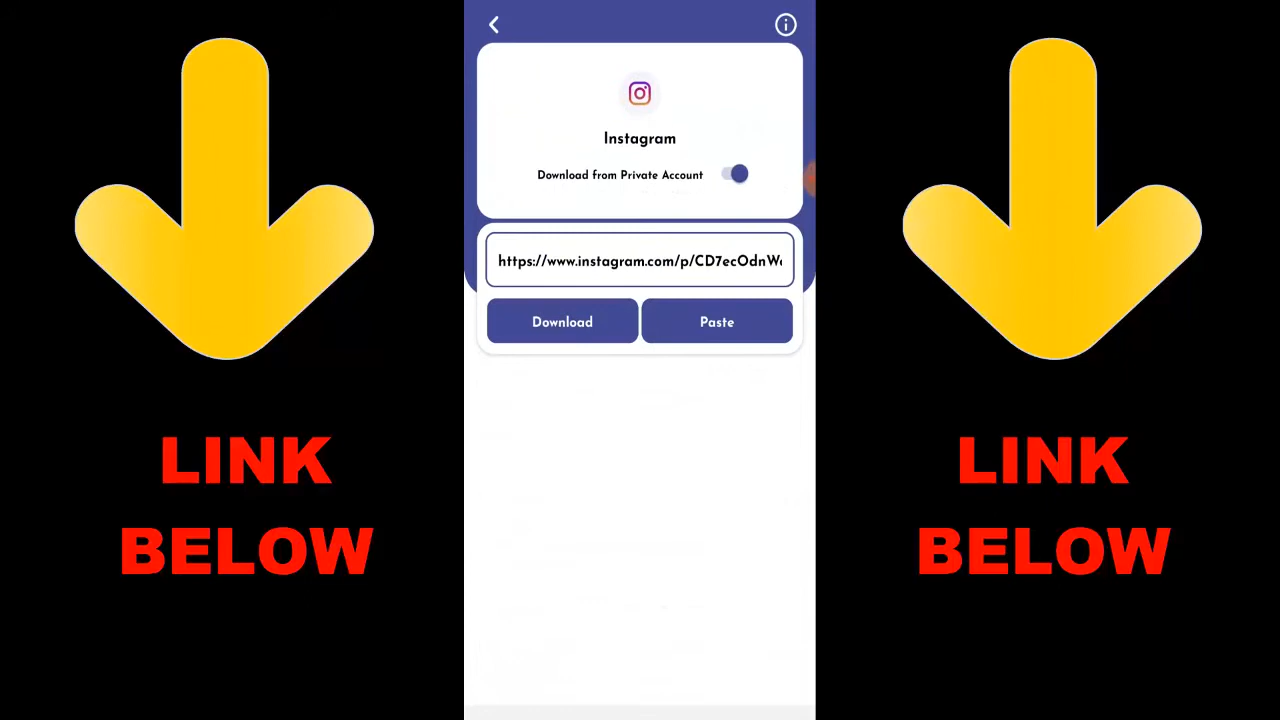 Instagram
Download from Private Account
https://www.instagram.com/p/CD7ecOdnW
Download
Paste
LINK
BELOW
LINK
BELOW